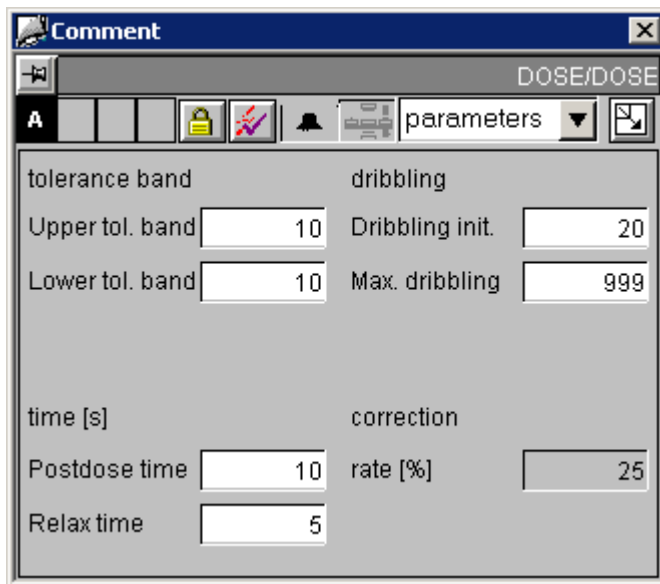 Comment
DOSE/DOSE
A parameters
tolerance band dribbling
Upper tol. band 10 Dribbling init. 20
Lower tol. band 10 Max. dribbling 999
time [s] correction
Postdose time 10 rate [%] 25
Relax time 5